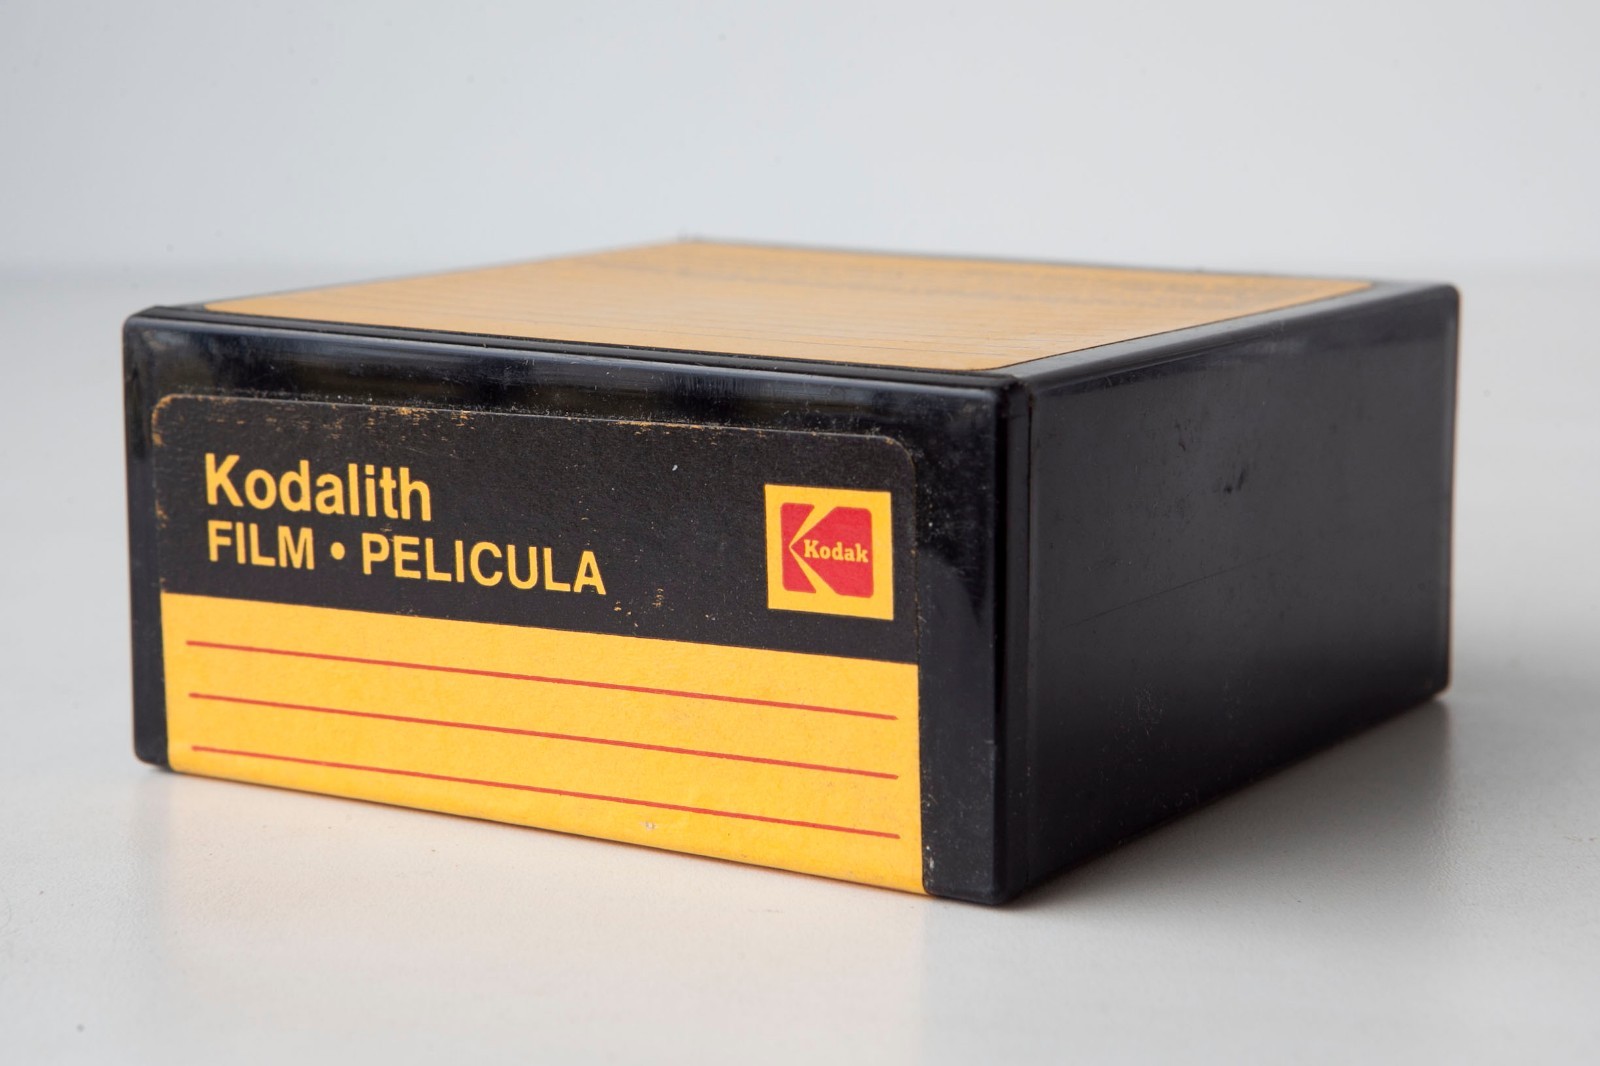 Kodalith
FILM • PELICULA
Kodak